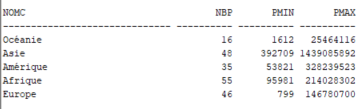 NOMC NBP PMIN PMAX
Océanie 16 1612 25464116
Asie 48 392709 1439085892
Amérique 35 53821 328239523
Afrique 55 95981 214028302
Europe 46 799 146780700